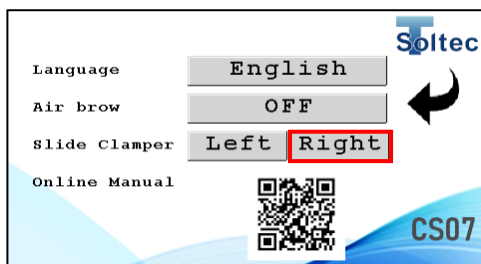 Soltec
Language English
Air brow OFF
Slide Clamper Left Right
Online Manual
CS07